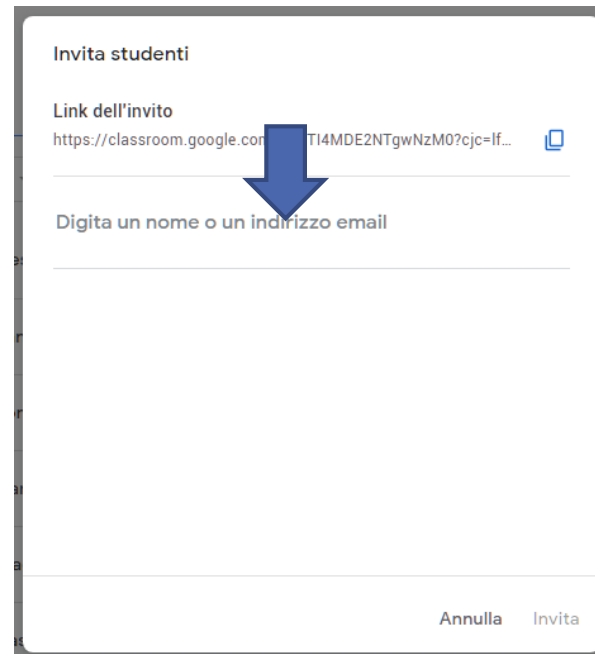 Invita studenti
Link dell'invito
https://classroom.google.com TI4MDE2NTgwNzM0?cjc=lf...
Digita un nome o un indirizzo email
Annulla Invita